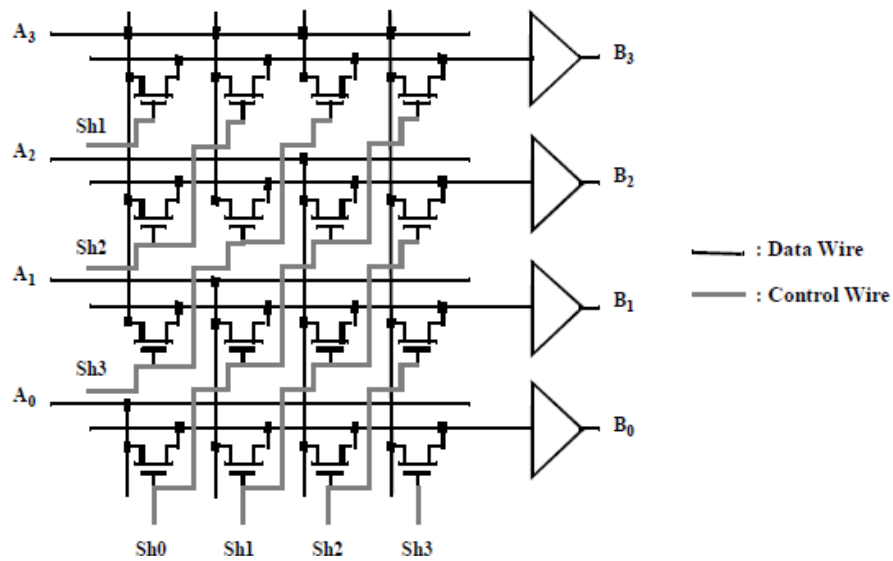 A3 B3
Sh1
A2 B2
Sh2
A1 B1
: Data Wire
: Control Wire
Sh3
A0 B0
Sh0 Sh1 Sh2 Sh3